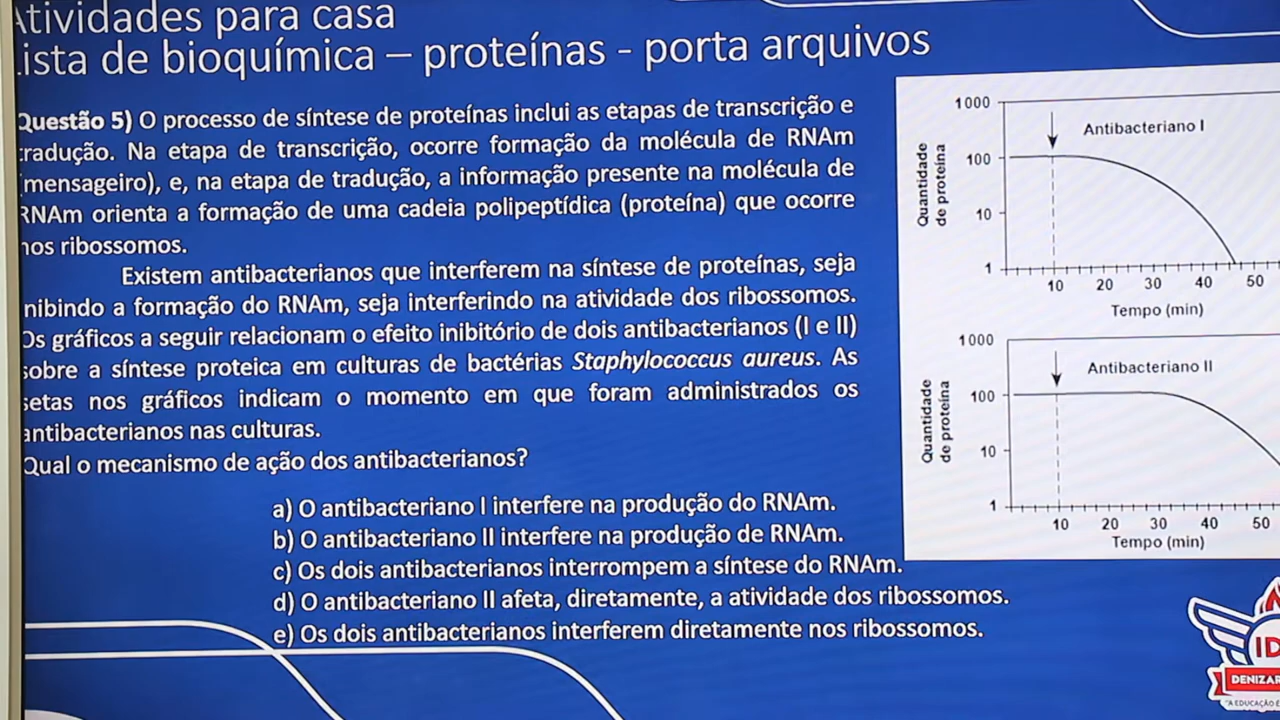 Atividades para casa
Lista de bioquímica – proteínas - porta arquivos
Questão 5) O processo de síntese de proteínas inclui as etapas de transcrição e
tradução. Na etapa de transcrição, ocorre formação da molécula de RNAm
(mensageiro), e, na etapa de tradução, a informação presente na molécula de
RNAm orienta a formação de uma cadeia polipeptídica (proteína) que ocorre
nos ribossomos.
Existem antibacterianos que interferem na síntese de proteínas, seja
inibindo a formação do RNAm, seja interferindo na atividade dos ribossomos.
Os gráficos a seguir relacionam o efeito inibitório de dois antibacterianos (I e II)
sobre a síntese proteica em culturas de bactérias Staphylococcus aureus. As
setas nos gráficos indicam o momento em que foram administrados os
antibacterianos nas culturas.
Qual o mecanismo de ação dos antibacterianos?
a) O antibacteriano I interfere na produção do RNAm.
b) O antibacteriano II interfere na produção de RNAm.
c) Os dois antibacterianos interrompem a síntese do RNAm.
d) O antibacteriano II afeta, diretamente, a atividade dos ribossomos.
e) Os dois antibacterianos interferem diretamente nos ribossomos.
Antibacteriano I
Quantidade
de proteína
1000
100
10
1
10 20 30 40 50
Tempo (min)
Antibacteriano II
Quantidade
de proteína
1000
100
10
1
10 20 30 40 50
Tempo (min)
ID
DENIZAR
"A EDUCAÇÃO É